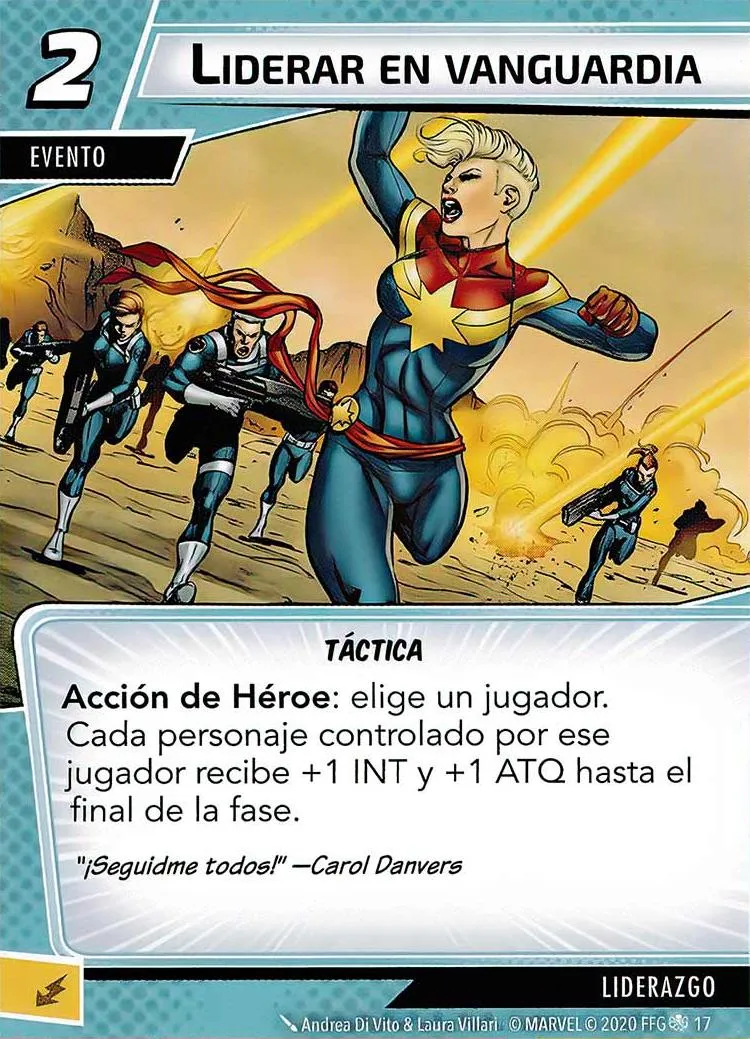 2
LIDERAR EN VANGUARDIA
EVENTO
TÁCTICA
Acción de Héroe: elige un jugador.
Cada personaje controlado por ese
jugador recibe +1 INT y +1 ATQ hasta el
final de la fase.
"¡Seguidme todos!" —Carol Danvers
LIDERAZGO
Andrea Di Vito & Laura Villari © MARVEL © 2020 FFG 17